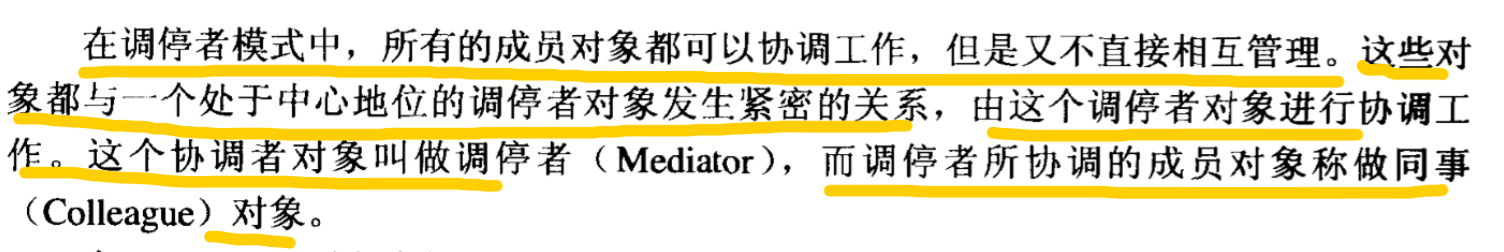 在调停者模式中，所有的成员对象都可以协调工作，但是又不直接相互管理。这些对
象都与一个处于中心地位的调停者对象发生紧密的关系，由这个调停者对象进行协调工
作。这个协调者对象叫做调停者（Mediator），而调停者所协调的成员对象称做同事
（Colleague）对象。